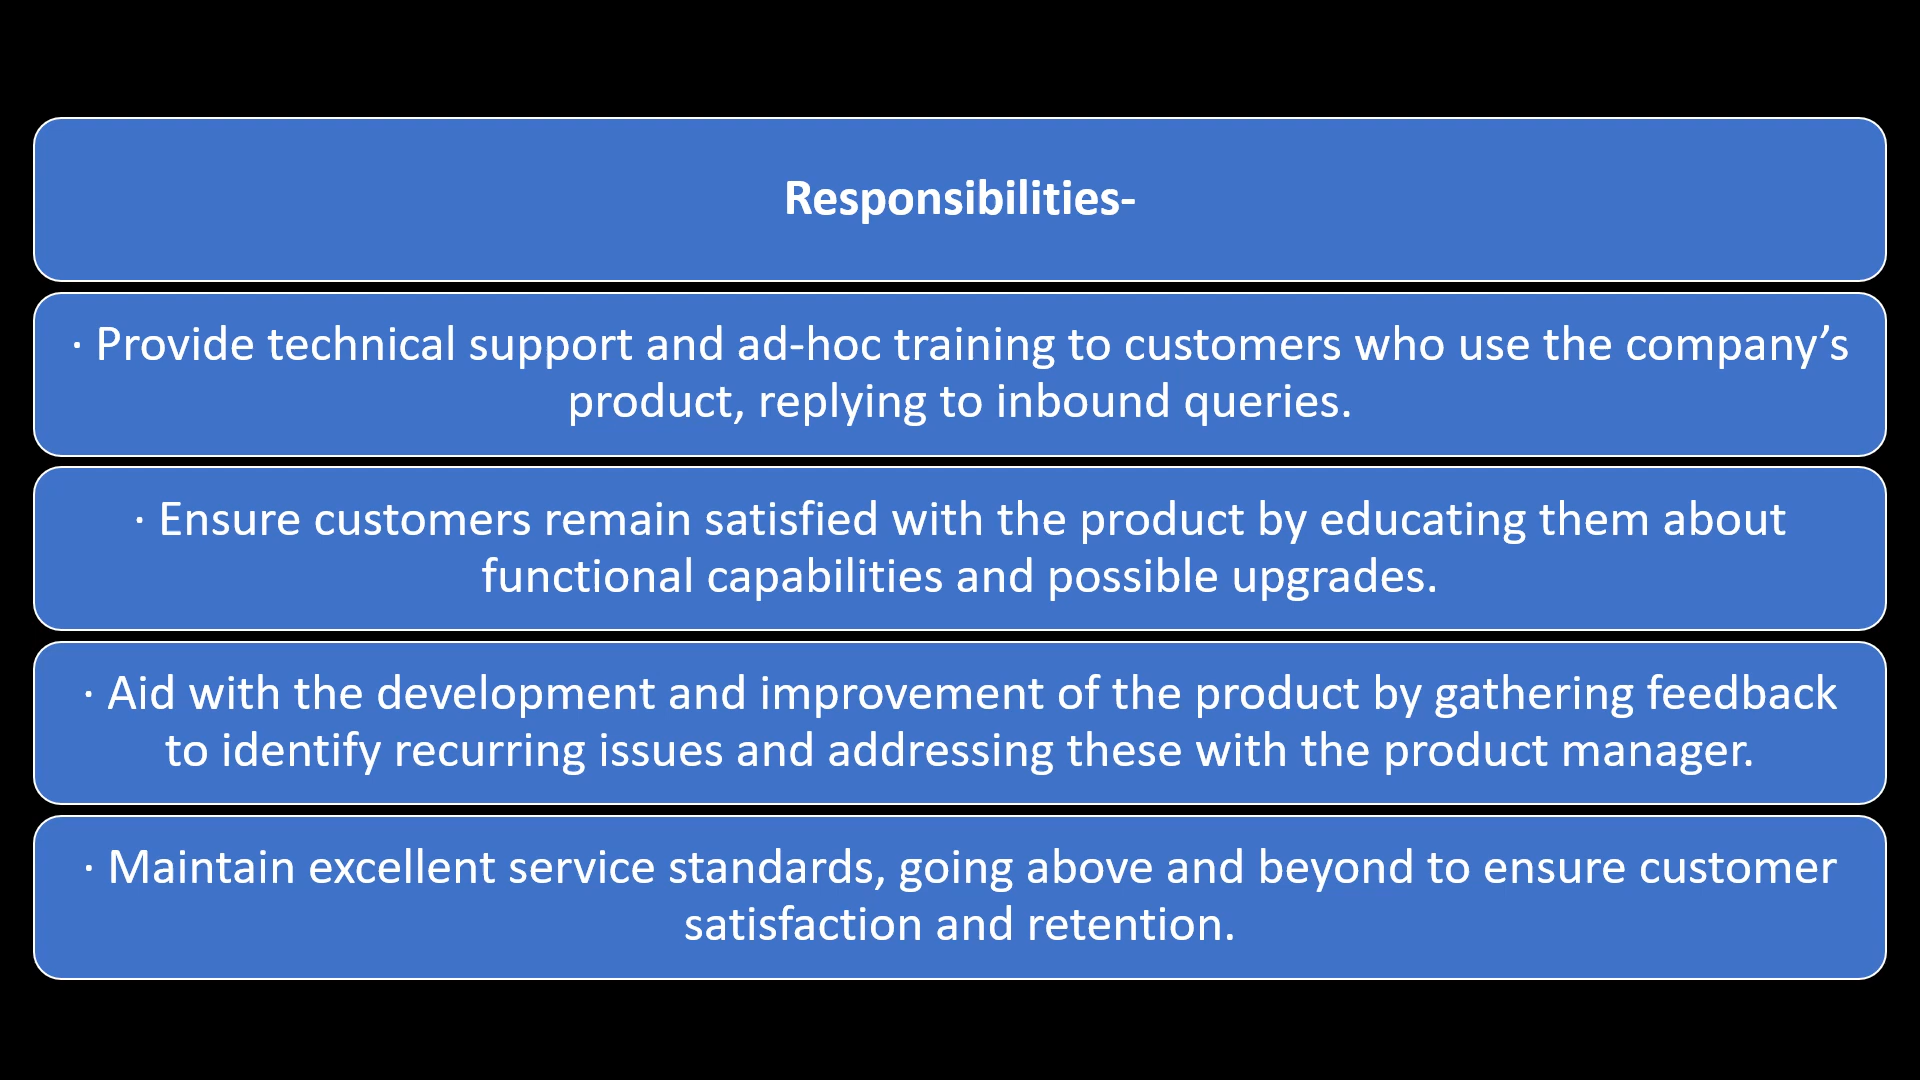 Responsibilities-
· Provide technical support and ad-hoc training to customers who use the company’s
product, replying to inbound queries.
· Ensure customers remain satisfied with the product by educating them about
functional capabilities and possible upgrades.
· Aid with the development and improvement of the product by gathering feedback
to identify recurring issues and addressing these with the product manager.
· Maintain excellent service standards, going above and beyond to ensure customer
satisfaction and retention.